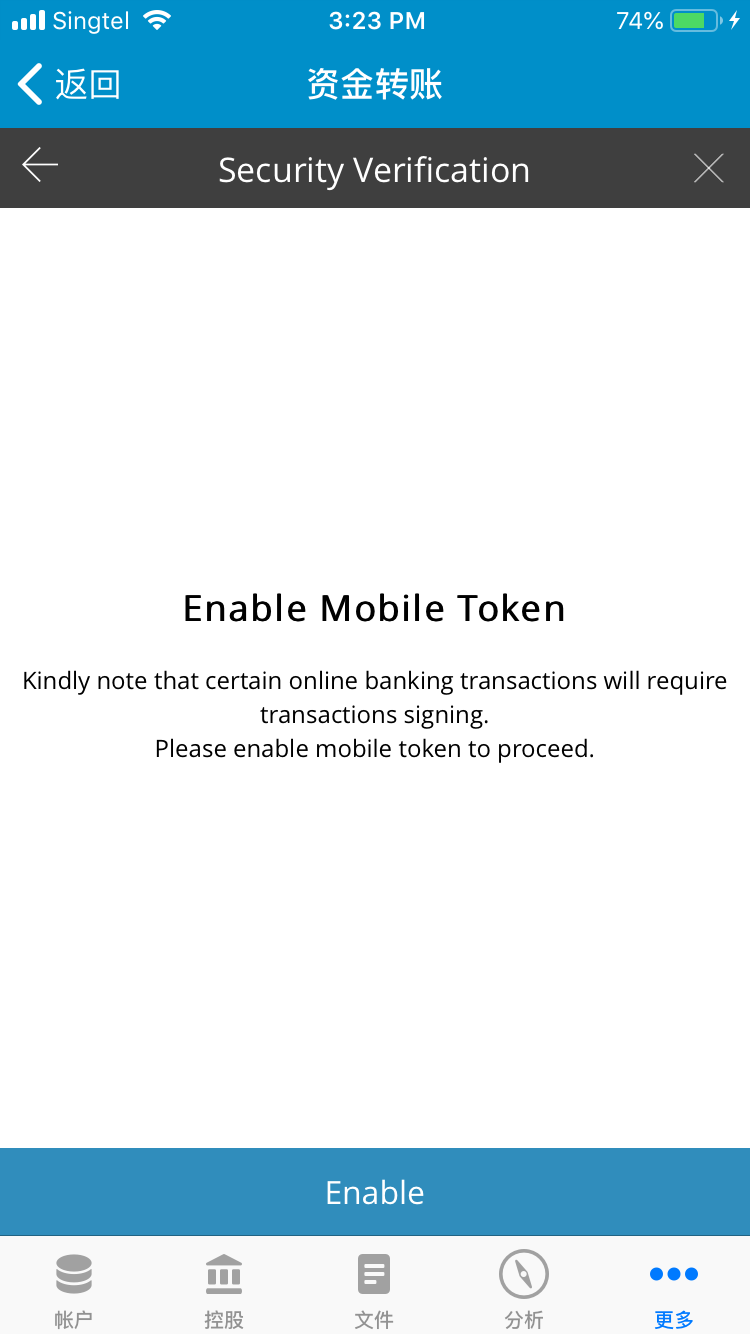 Singtel 3:23 PM 74%
返回 资金转账
Security Verification
Enable Mobile Token
Kindly note that certain online banking transactions will require
transactions signing.
Please enable mobile token to proceed.
Enable
帐户 控股 文件 分析 更多